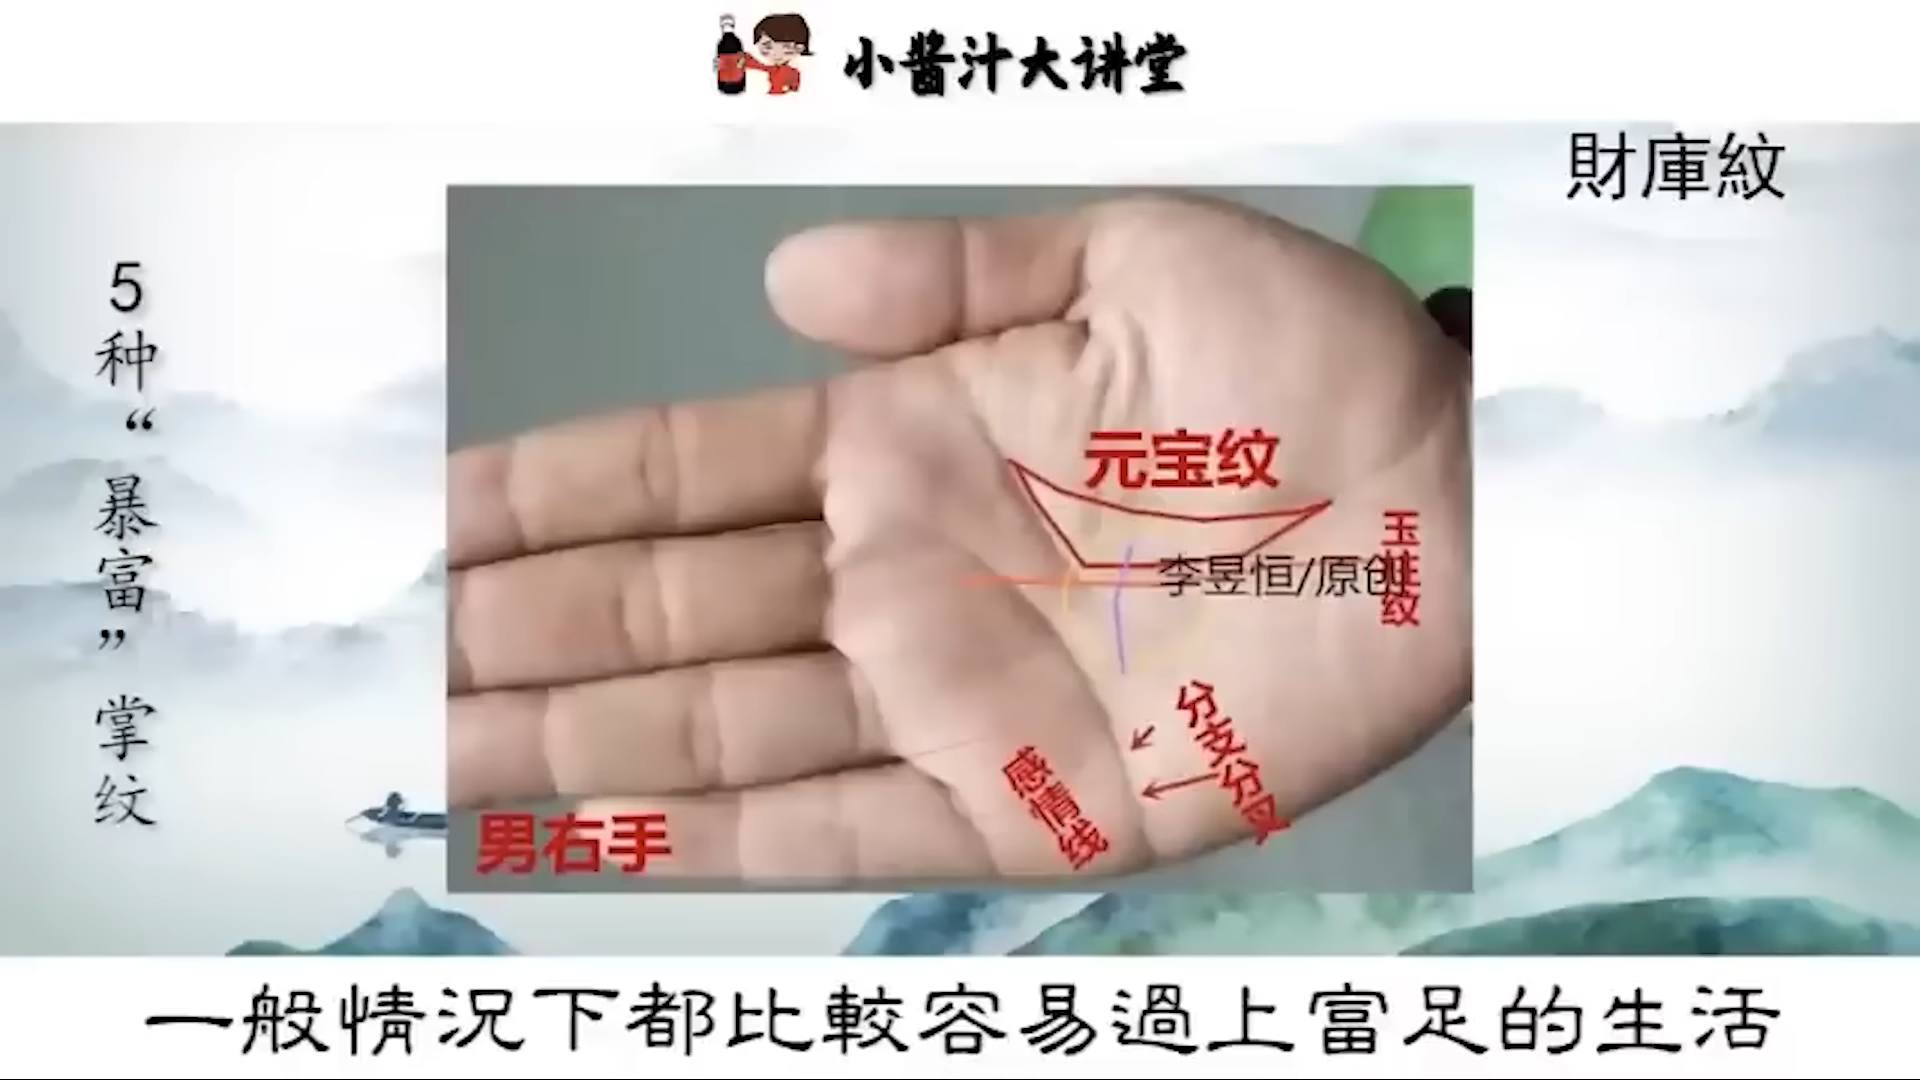 小酱汁大讲堂
財庫紋
5种“暴富”掌纹
元宝纹
玉柱纹
李昱恒/原创
分支分叉
感情线
男右手
一般情況下都比較容易過上富足的生活